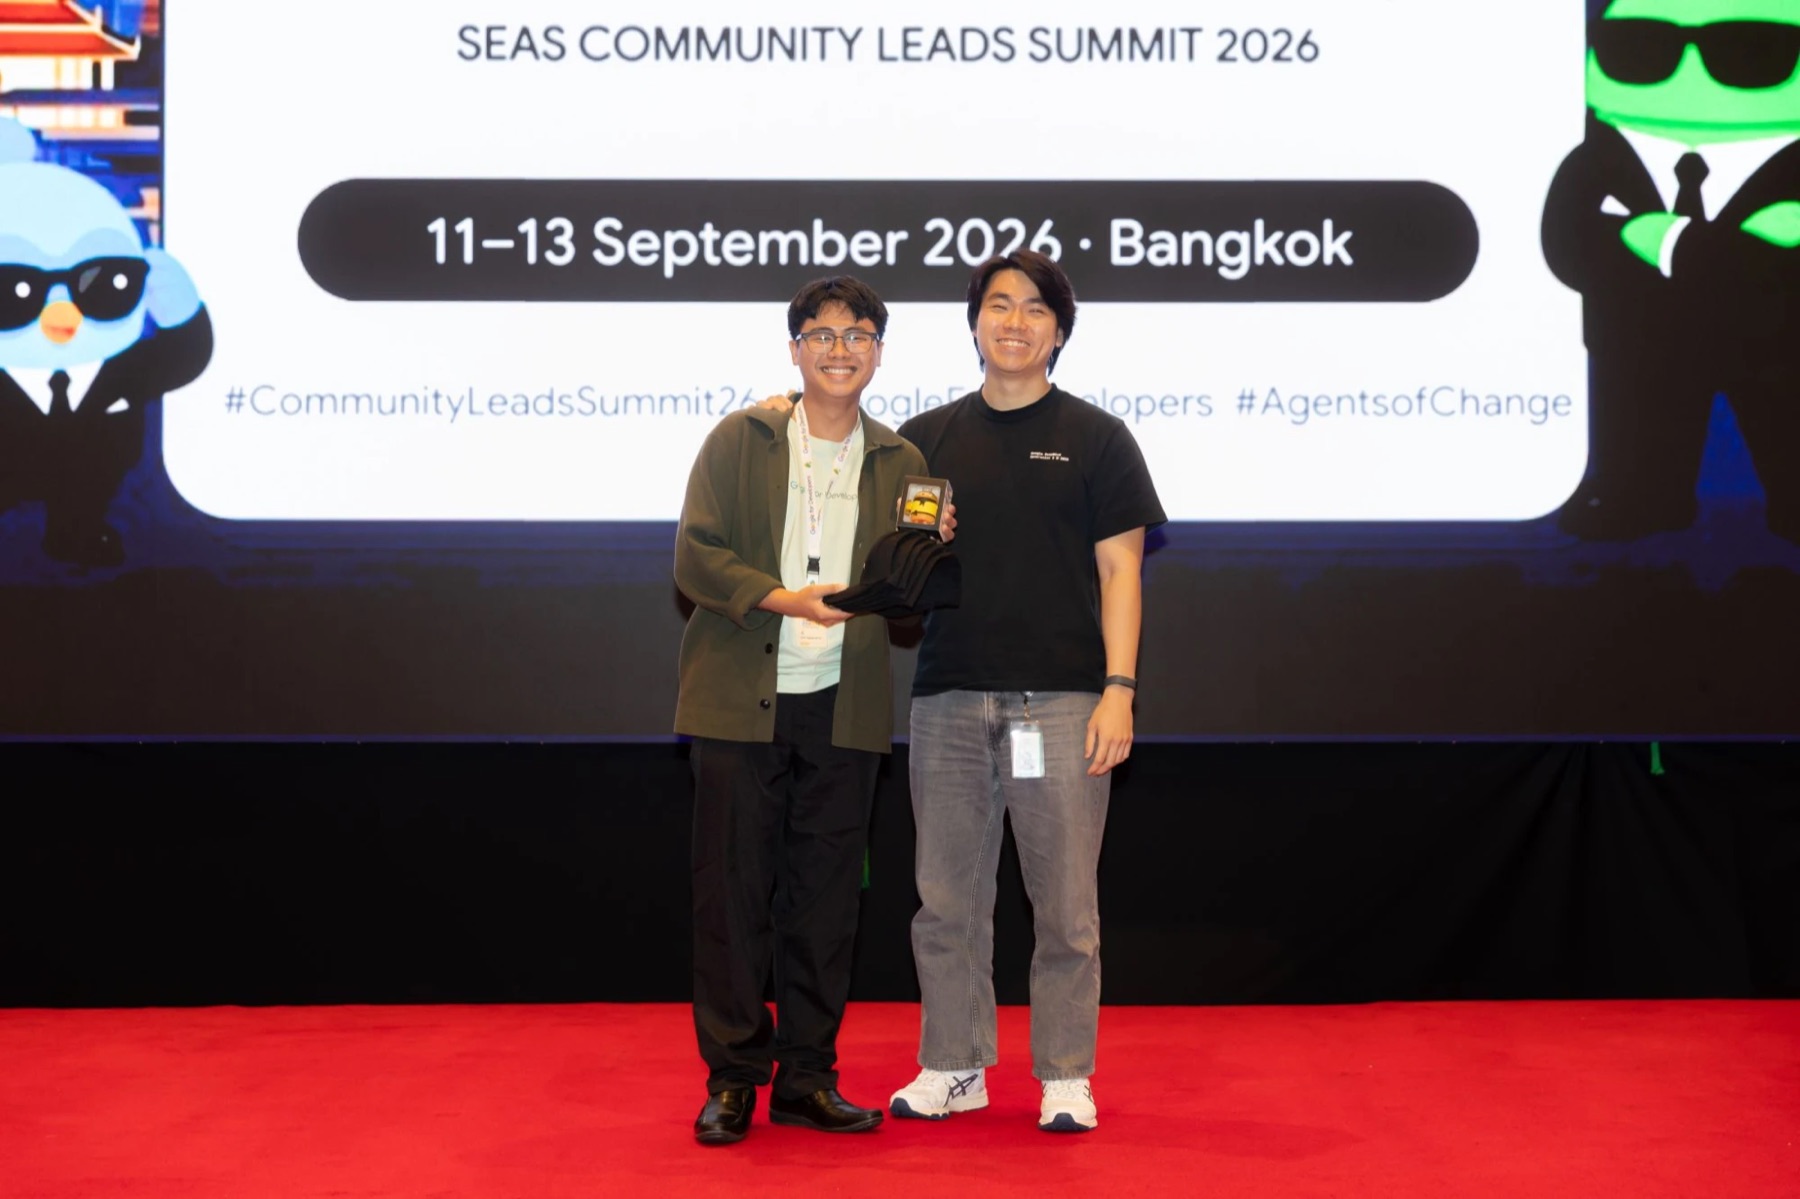 SEAS COMMUNITY LEADS SUMMIT 2026
11–13 September 2026 · Bangkok
#CommunityLeadsSummit26 #AgentsofChange